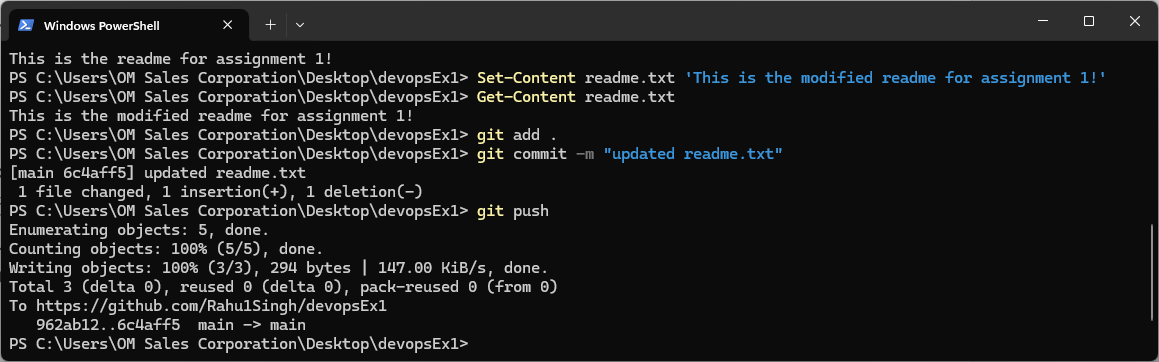 Windows PowerShell
This is the readme for assignment 1!
PS C:\Users\OM Sales Corporation\Desktop\devopsEx1> Set-Content readme.txt 'This is the modified readme for assignment 1!'
PS C:\Users\OM Sales Corporation\Desktop\devopsEx1> Get-Content readme.txt
This is the modified readme for assignment 1!
PS C:\Users\OM Sales Corporation\Desktop\devopsEx1> git add .
PS C:\Users\OM Sales Corporation\Desktop\devopsEx1> git commit -m "updated readme.txt"
[main 6c4aff5] updated readme.txt
 1 file changed, 1 insertion(+), 1 deletion(-)
PS C:\Users\OM Sales Corporation\Desktop\devopsEx1> git push
Enumerating objects: 5, done.
Counting objects: 100% (5/5), done.
Writing objects: 100% (3/3), 294 bytes | 147.00 KiB/s, done.
Total 3 (delta 0), reused 0 (delta 0), pack-reused 0 (from 0)
To https://github.com/Rahu1Singh/devopsEx1
   962ab12..6c4aff5  main -> main
PS C:\Users\OM Sales Corporation\Desktop\devopsEx1>